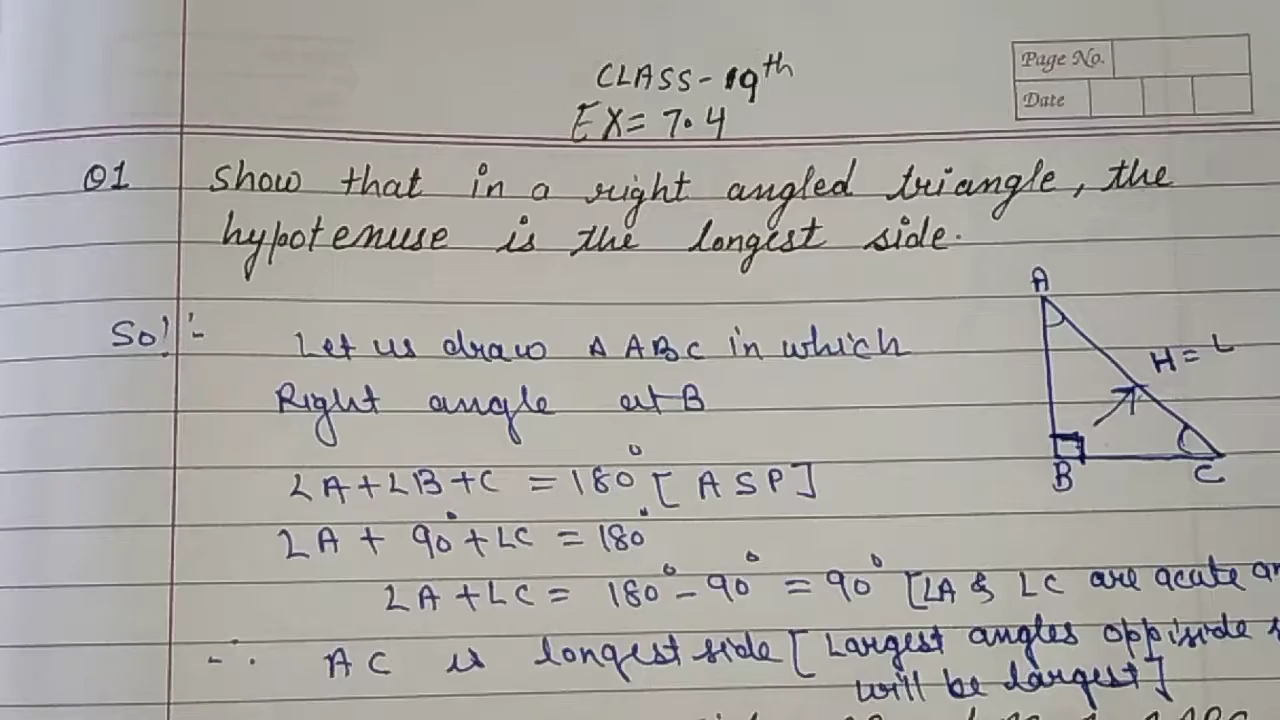 CLASS - 9th
EX = 7.4
Page No.
Date
Q1 Show that in a right angled triangle, the
hypotenuse is the longest side.
Sol:- Let us draw ∆ ABC in which
Right angle at B
∠A + ∠B + C = 180° [ASP]
∠A + 90° + ∠C = 180°
∠A + ∠C = 180° - 90° = 90° [∠A & ∠C are acute an
∴ AC is longest side [Largest angles oppiside s
will be largest]
A
H = L
B
C